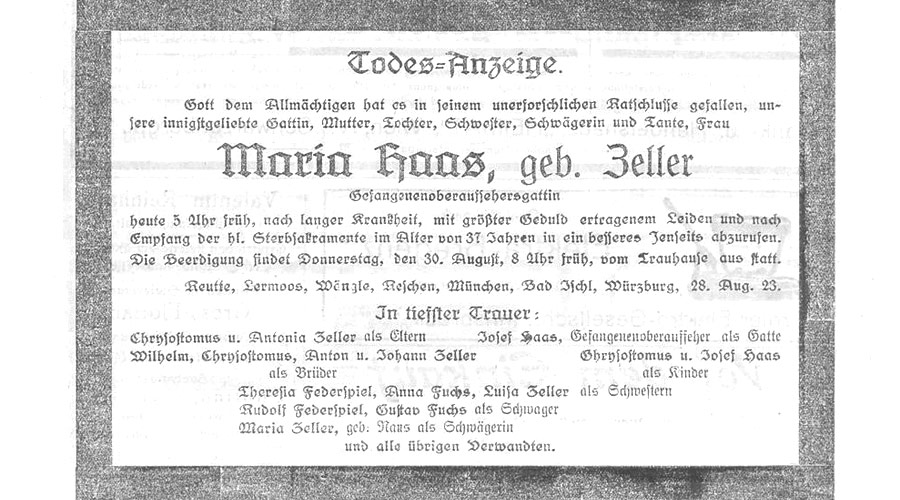 Todes-Anzeige.
Gott dem Allmächtigen hat es in seinem unerforschlichen Ratschlusse gefallen, un-
sere innigstgeliebte Gattin, Mutter, Tochter, Schwester, Schwägerin und Tante, Frau
Maria Haas, geb. Zeller
Gefangenenoberaufsehersgattin
heute 5 Uhr früh, nach langer Krankheit, mit größter Geduld ertragenem Leiden und nach
Empfang der hl. Sterbsakramente im Alter von 37 Jahren in ein besseres Jenseits abzurufen.
Die Beerdigung findet Donnerstag, den 30. August, 8 Uhr früh, vom Trauhause aus statt.
Reutte, Lermoos, Wängle, Reschen, München, Bad Ischl, Würzburg, 28. Aug. 23.
In tiefster Trauer:
Chrysostomus u. Antonia Zeller als Eltern Josef Haas, Gefangenenoberaufseher als Gatte
Wilhelm, Chrysostomus, Anton u. Johann Zeller Chrysostomus u. Josef Haas
als Brüder als Kinder
Theresia Federspiel, Anna Fuchs, Luisa Zeller als Schwestern
Rudolf Federspiel, Gustav Fuchs als Schwager
Maria Zeller, geb. als Schwägerin
und alle übrigen Verwandten.